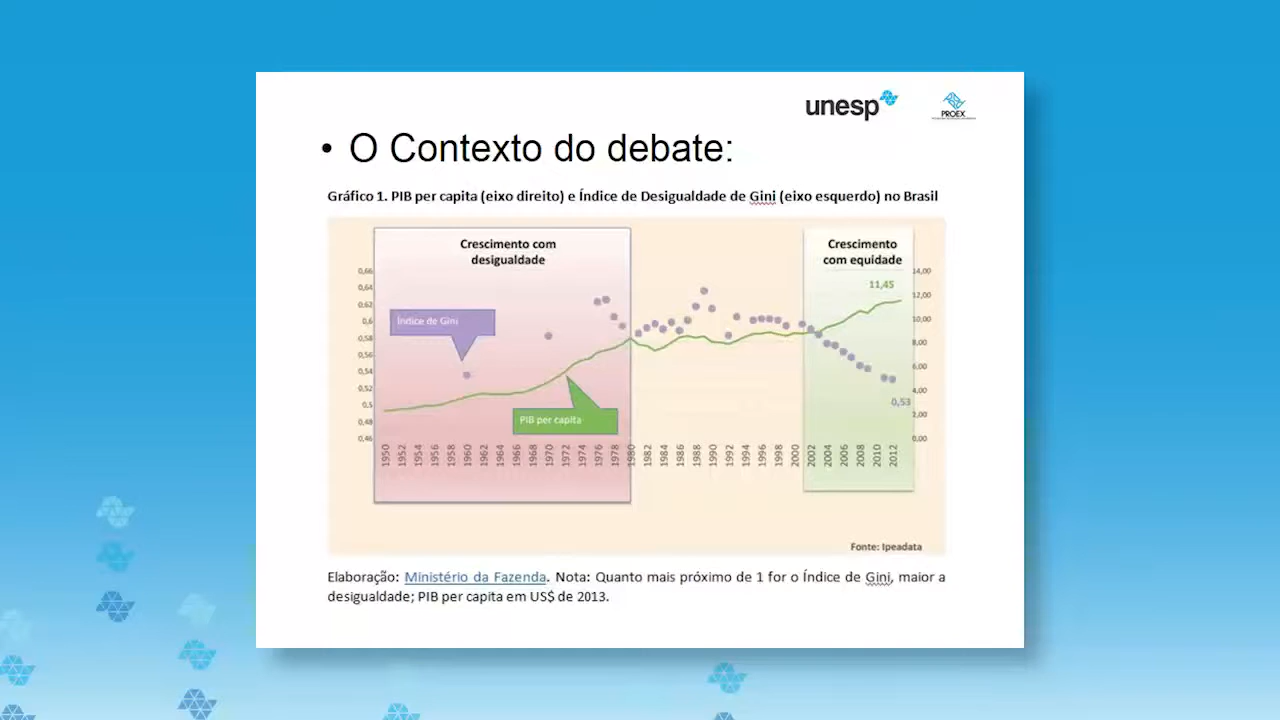 unesp
PROEX
• O Contexto do debate:
Gráfico 1. PIB per capita (eixo direito) e Índice de Desigualdade de Gini (eixo esquerdo) no Brasil
Crescimento com
desigualdade
Crescimento
com equidade
0,66
0,64
0,62
0,6
0,58
0,56
0,54
0,52
0,5
0,48
0,46
14,00
12,00
10,00
8,00
6,00
4,00
2,00
0,00
11,45
Índice de Gini
PIB per capita
0,53
1950 1952 1954 1956 1958 1960 1962 1964 1966 1968 1970 1972 1974 1976 1978 1980 1982 1984 1986 1988 1990 1992 1994 1996 1998 2000 2002 2004 2006 2008 2010 2012
Fonte: Ipeadata
Elaboração: Ministério da Fazenda. Nota: Quanto mais próximo de 1 for o Índice de Gini, maior a
desigualdade; PIB per capita em US$ de 2013.